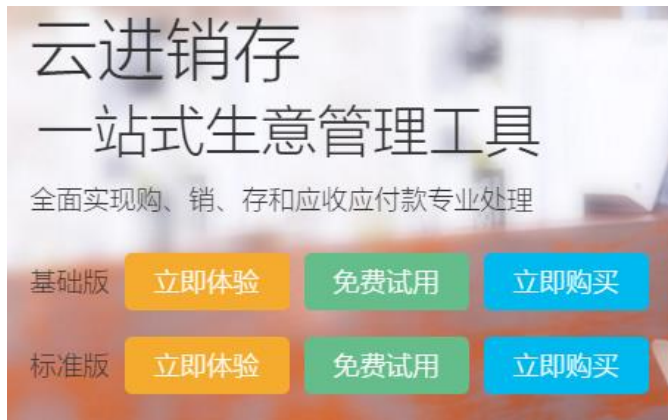 云进销存
一站式生意管理工具
全面实现购、销、存和应收应付款专业处理
基础版 立即体验 免费试用 立即购买
标准版 立即体验 免费试用 立即购买